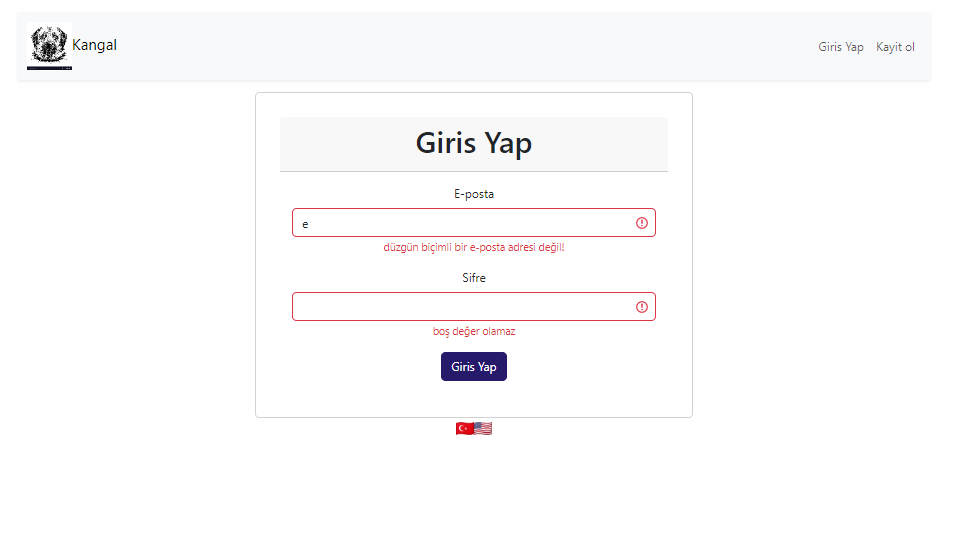 Kangal
Giris Yap Kayit ol
Giris Yap
E-posta
e
düzgün biçimli bir e-posta adresi değil!
Sifre
boş değer olamaz
Giris Yap